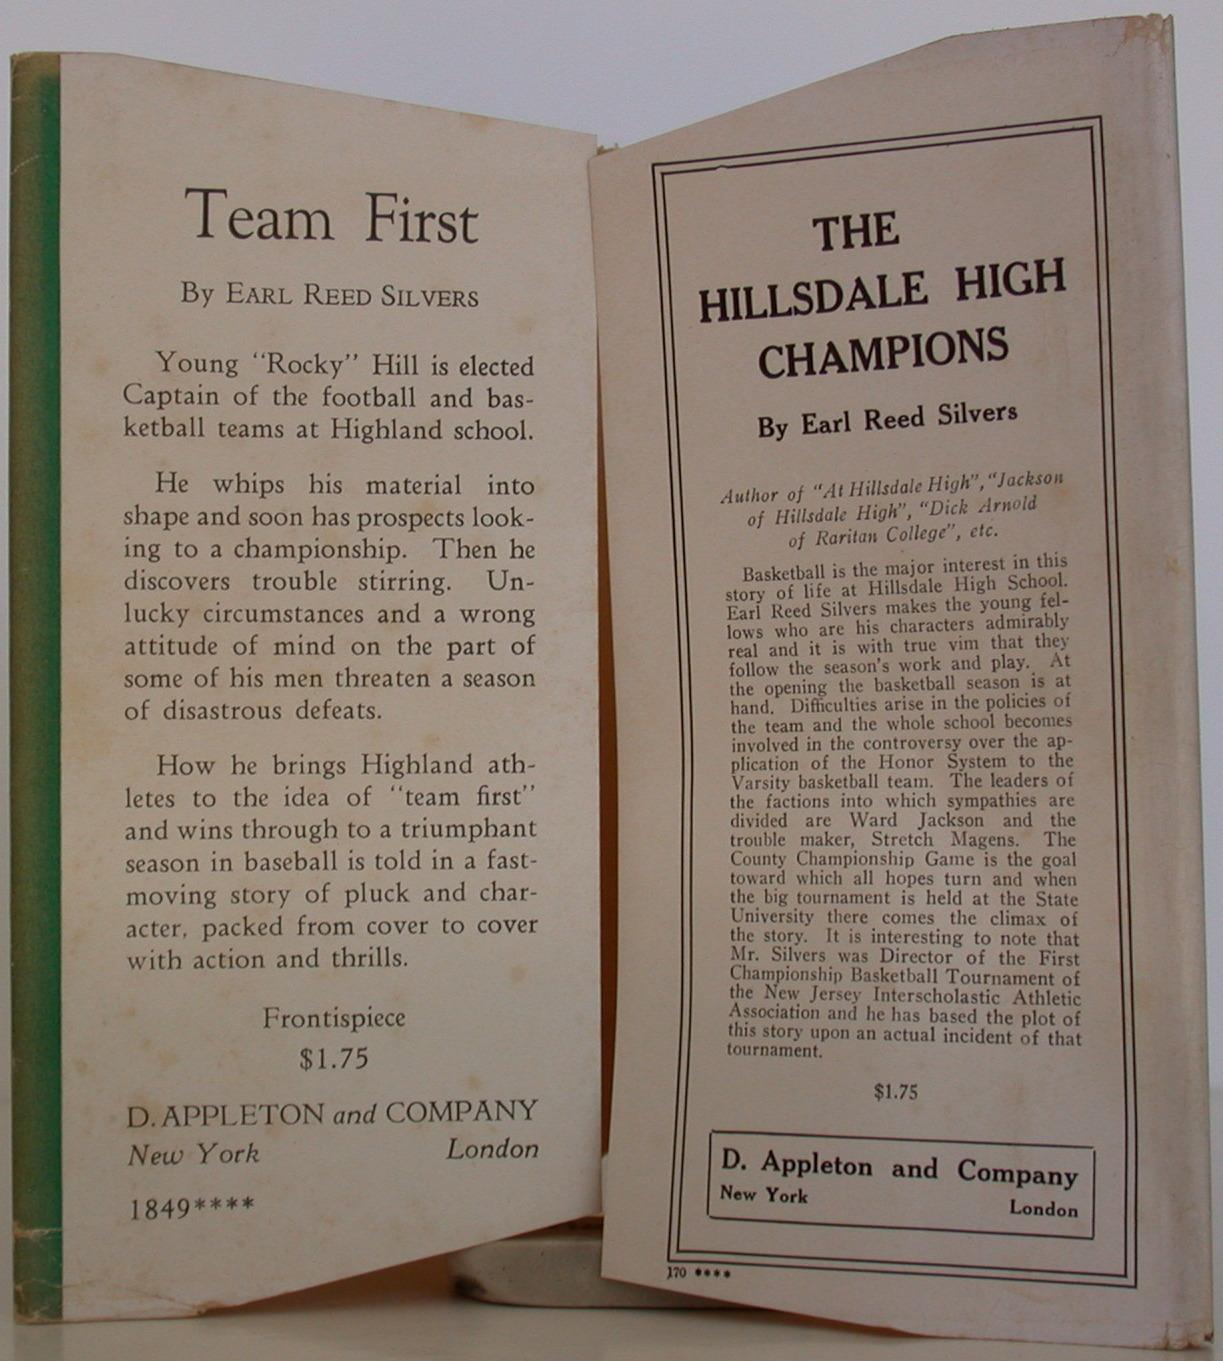 Team First
By EARL REED SILVERS
Young "Rocky" Hill is elected
Captain of the football and bas-
ketball teams at Highland school.
He whips his material into
shape and soon has prospects look-
ing to a championship. Then he
discovers trouble stirring. Un-
lucky circumstances and a wrong
attitude of mind on the part of
some of his men threaten a season
of disastrous defeats.
How he brings Highland ath-
letes to the idea of "team first"
and wins through to a triumphant
season in baseball is told in a fast-
moving story of pluck and char-
acter, packed from cover to cover
with action and thrills.
Frontispiece
$1.75
D. APPLETON and COMPANY
New York London
1849****
THE
HILLSDALE HIGH
CHAMPIONS
By Earl Reed Silvers
Author of "At Hillsdale High", "Jackson
of Hillsdale High", "Dick Arnold
of Raritan College", etc.
Basketball is the major interest in this
story of life at Hillsdale High School.
Earl Reed Silvers makes the young fel-
lows who are his characters admirably
real and it is with true vim that they
follow the season's work and play. At
the opening the basketball season is at
hand. Difficulties arise in the policies of
the team and the whole school becomes
involved in the controversy over the ap-
plication of the Honor System to the
Varsity basketball team. The leaders of
the factions into which sympathies are
divided are Ward Jackson and the
trouble maker, Stretch Magens. The
County Championship Game is the goal
toward which all hopes turn and when
the big tournament is held at the State
University there comes the climax of
the story. It is interesting to note that
Mr. Silvers was Director of the First
Championship Basketball Tournament of
the New Jersey Interscholastic Athletic
Association and he has based the plot of
this story upon an actual incident of that
tournament.
$1.75
D. Appleton and Company
New York London
170 ****